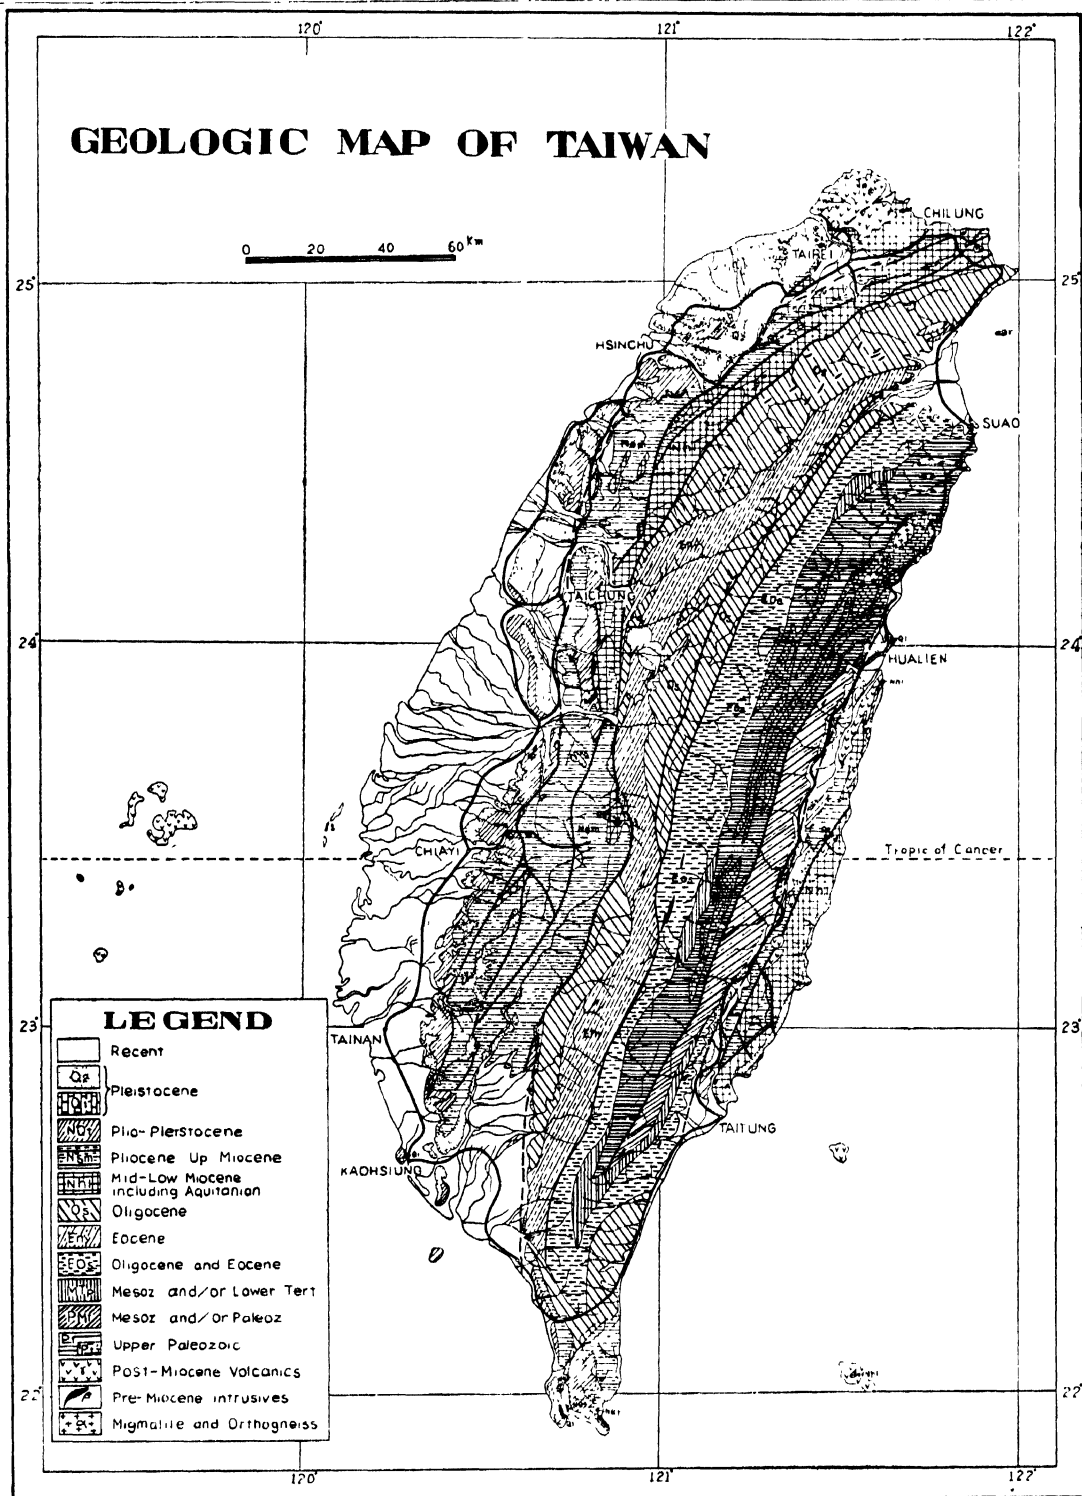 120°
121°
122°
GEOLOGIC MAP OF TAIWAN
0 20 40 60 Km
CHILUNG
TAIPEI
25°
25°
HSINCHU
SUAO
TAICHUNG
24°
24°
HUALIEN
CHIAYI
Tropic of Cancer
23°
23°
TAINAN
TAITUNG
KAOHSIUNG
22°
22°
LEGEND
Recent
Pleistocene
Plio-Pleistocene
Pliocene Up Miocene
Mid-Low Miocene
including Aquitanian
Oligocene
Eocene
Oligocene and Eocene
Mesoz and/or Lower Tert
Mesoz and/or Paleoz
Upper Paleozoic
Post-Miocene Volcanics
Pre-Miocene intrusives
Migmatite and Orthogneiss
120°
121°
122°